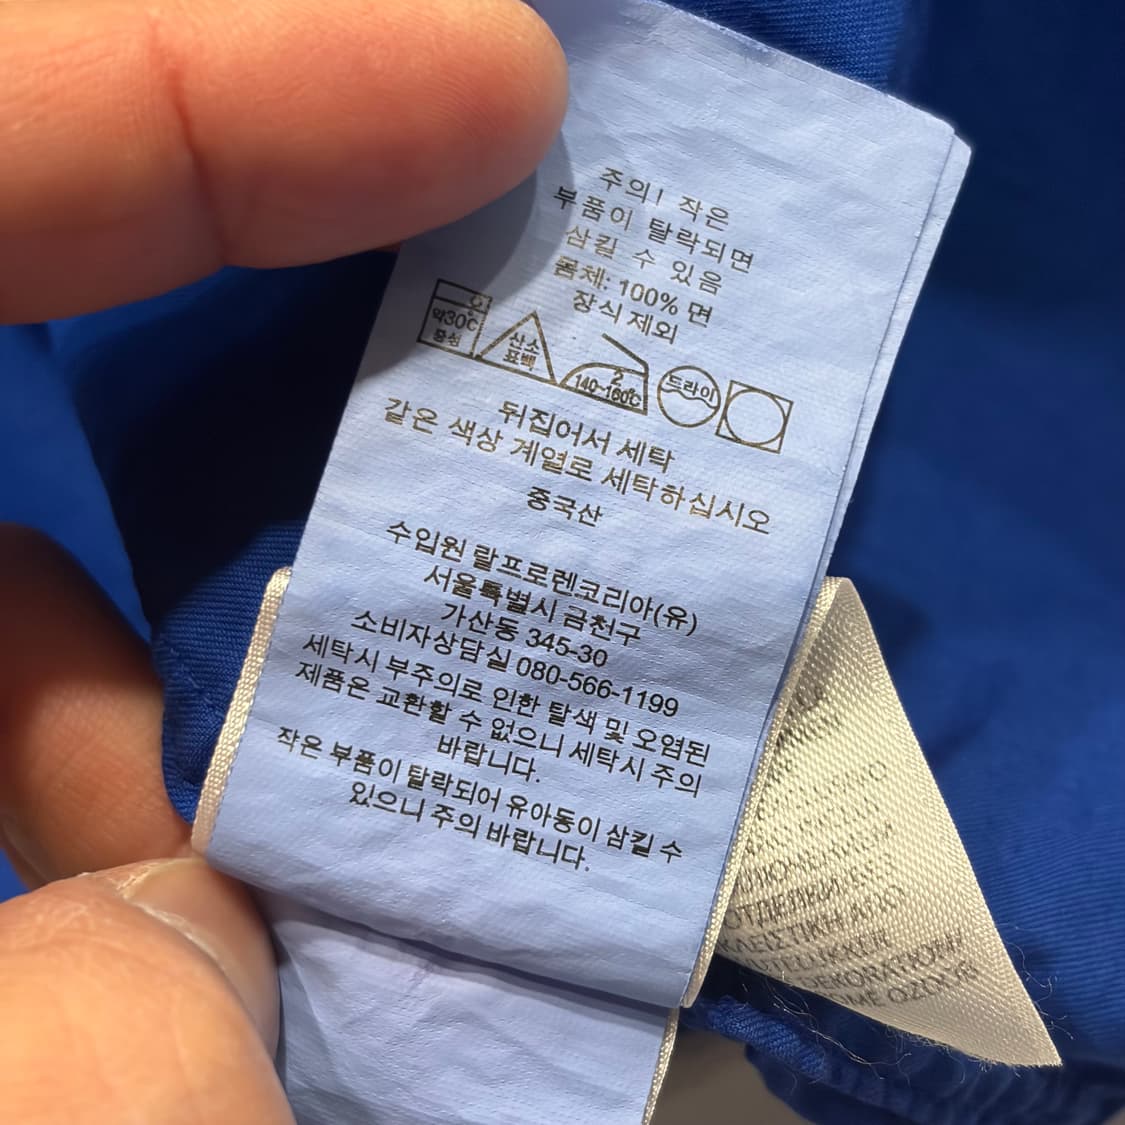 주의! 작은
부품이 탈락되면
삼킬 수 있음
몸체: 100% 면
장식 제외
약30℃
중성
산소
표백
2
140~160℃
드라이
뒤집어서 세탁
같은 색상 계열로 세탁하십시오
중국산
수입원 랄프로렌코리아(유)
서울특별시 금천구
가산동 345-30
소비자상담실 080-566-1199
세탁시 부주의로 인한 탈색 및 오염된
제품은 교환할 수 없으니 세탁시 주의
바랍니다.
작은 부품이 탈락되어 유아동이 삼킬 수
있으니 주의 바랍니다.